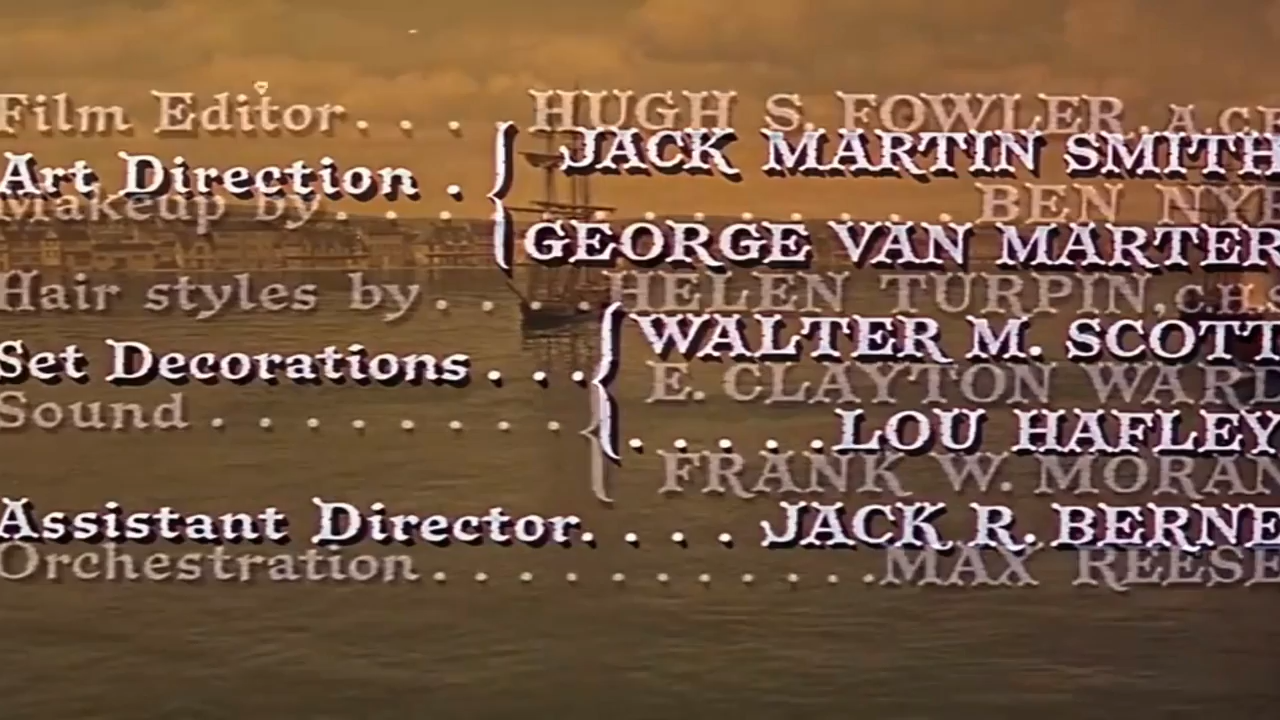 Film Editor.... HUGH S. FOWLER, A.C.E
Art Direction . { JACK MARTIN SMITH
Makeup by.............BEN NYE
GEORGE VAN MARTER
Hair styles by.....HELEN TURPIN, C.H.S
Set Decorations ...{ WALTER M. SCOTT
E. CLAYTON WARD
Sound ........{
......LOU HAFLEY
FRANK W. MORAN
Assistant Director.... JACK R. BERNE
Orchestration..........MAX REESE